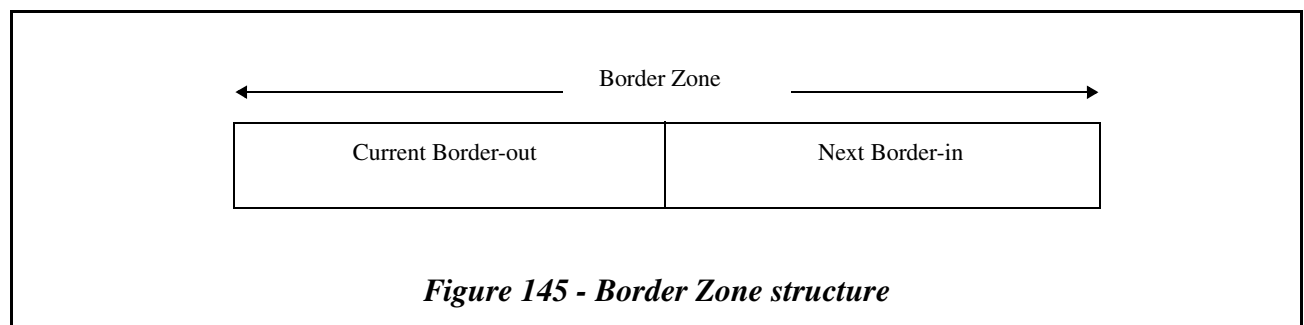 Border Zone
Current Border-out
Next Border-in
Figure 145 - Border Zone structure